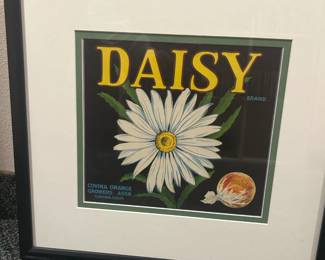 DAISY
BRAND
COVINA ORANGE
GROWERS ASSN